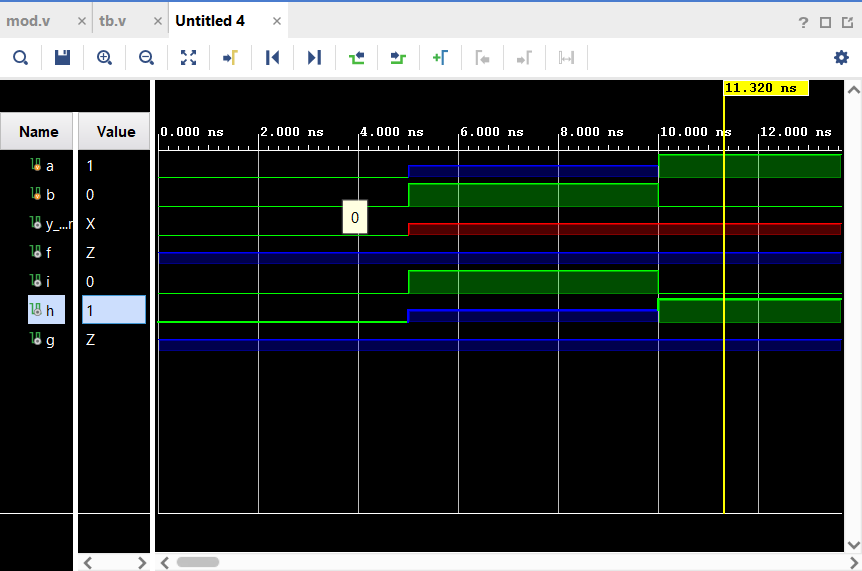 mod.v × tb.v × Untitled 4 ×
?
11.320 ns
Name Value
0.000 ns 2.000 ns 4.000 ns 6.000 ns 8.000 ns 10.000 ns 12.000 ns
a 1
b 0
0
y_...r X
f Z
i 0
h 1
g Z